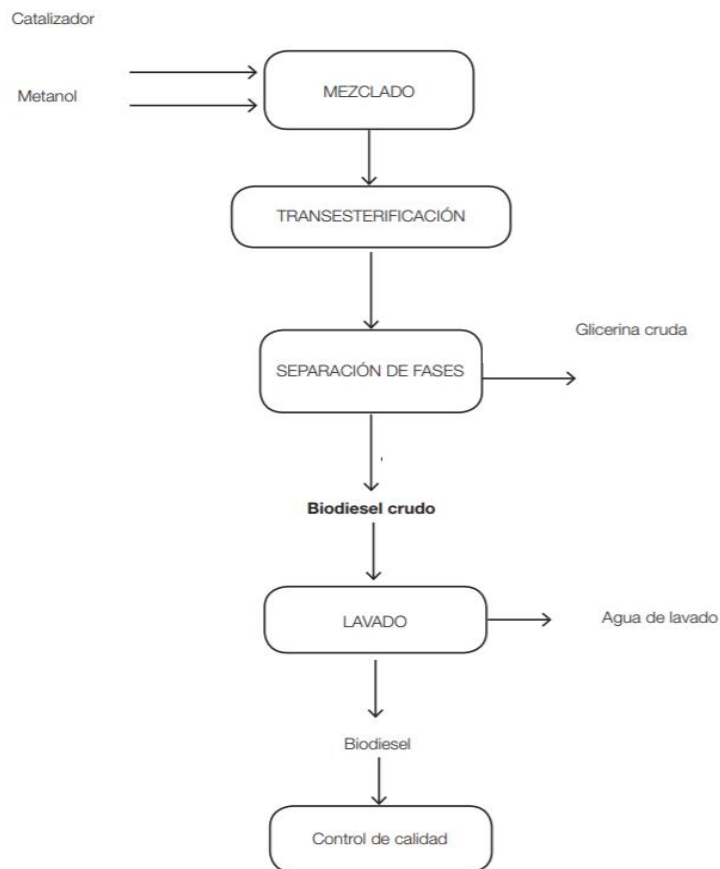 Catalizador
Metanol
MEZCLADO
TRANSESTERIFICACIÓN
Glicerina cruda
SEPARACIÓN DE FASES
Biodiesel crudo
LAVADO
Agua de lavado
Biodiesel
Control de calidad